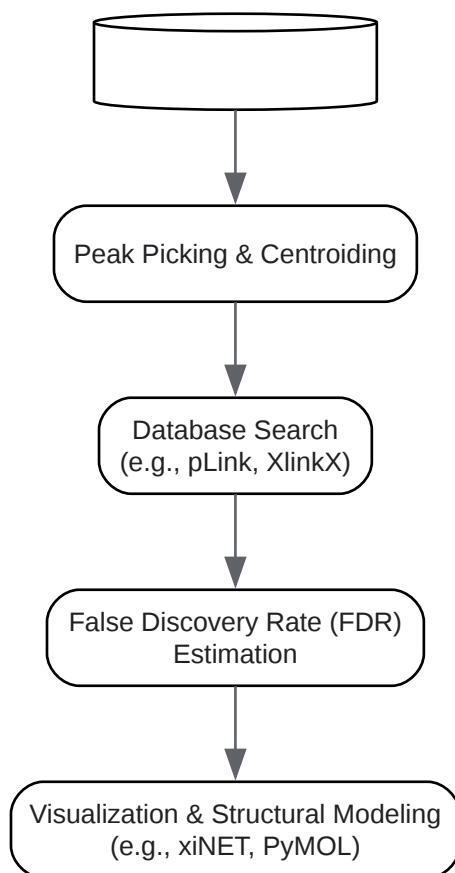 Peak Picking & Centroiding
Database Search
(e.g., pLink, XlinkX)
False Discovery Rate (FDR)
Estimation
Visualization & Structural Modeling
(e.g., xiNET, PyMOL)